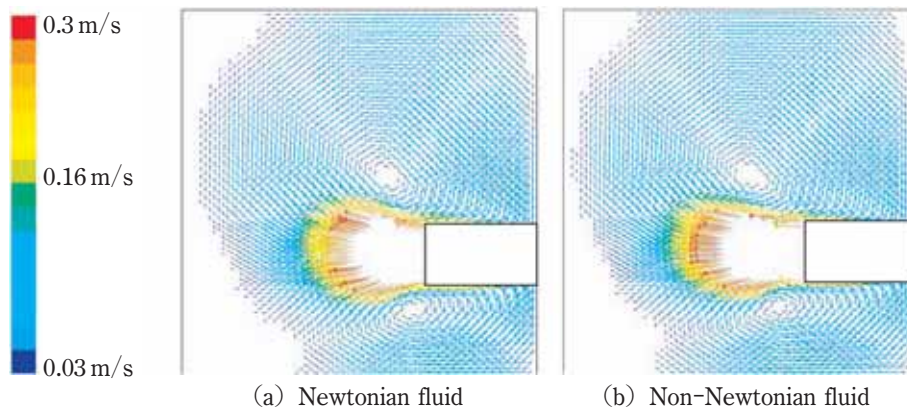 0.3 m/s
0.16 m/s
0.03 m/s
(a) Newtonian fluid
(b) Non-Newtonian fluid